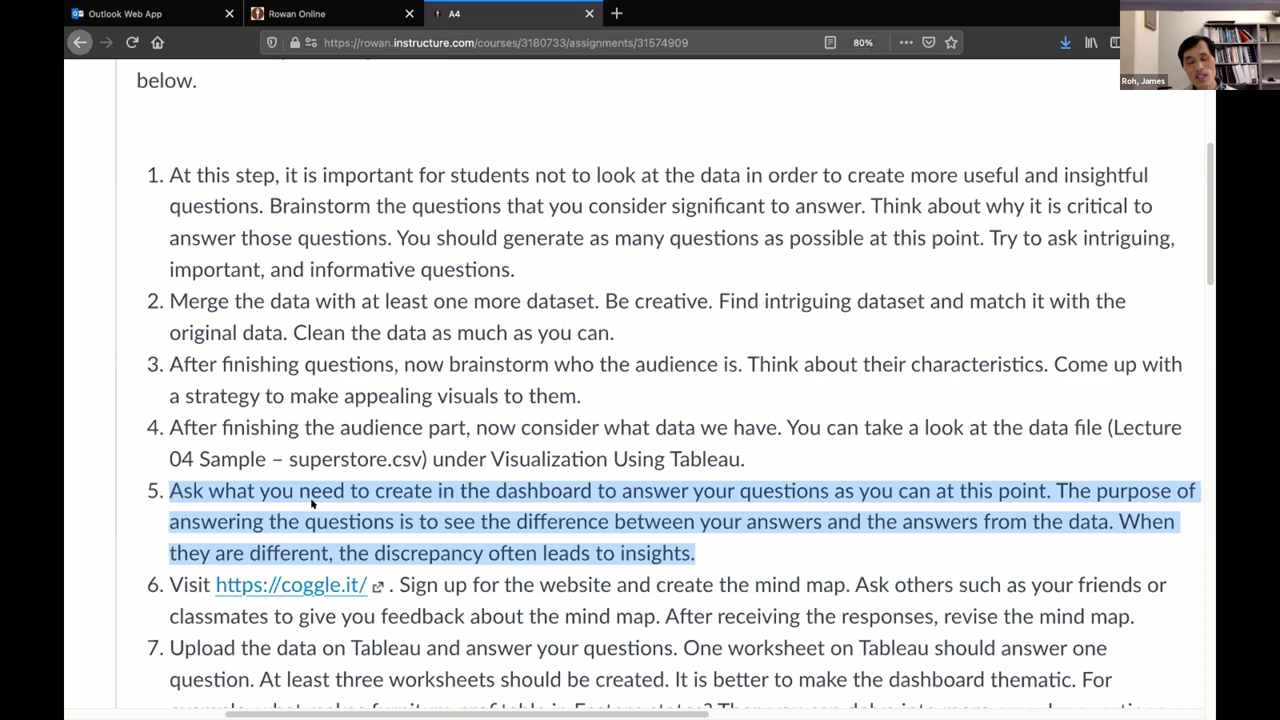 Outlook Web App
Rowan Online
A4
https://rowan.instructure.com/courses/3180733/assignments/31574909
80%
Roh, James
below.
1. At this step, it is important for students not to look at the data in order to create more useful and insightful
questions. Brainstorm the questions that you consider significant to answer. Think about why it is critical to
answer those questions. You should generate as many questions as possible at this point. Try to ask intriguing,
important, and informative questions.
2. Merge the data with at least one more dataset. Be creative. Find intriguing dataset and match it with the
original data. Clean the data as much as you can.
3. After finishing questions, now brainstorm who the audience is. Think about their characteristics. Come up with
a strategy to make appealing visuals to them.
4. After finishing the audience part, now consider what data we have. You can take a look at the data file (Lecture
04 Sample – superstore.csv) under Visualization Using Tableau.
5. Ask what you need to create in the dashboard to answer your questions as you can at this point. The purpose of
answering the questions is to see the difference between your answers and the answers from the data. When
they are different, the discrepancy often leads to insights.
6. Visit https://coggle.it/ . Sign up for the website and create the mind map. Ask others such as your friends or
classmates to give you feedback about the mind map. After receiving the responses, revise the mind map.
7. Upload the data on Tableau and answer your questions. One worksheet on Tableau should answer one
question. At least three worksheets should be created. It is better to make the dashboard thematic. For